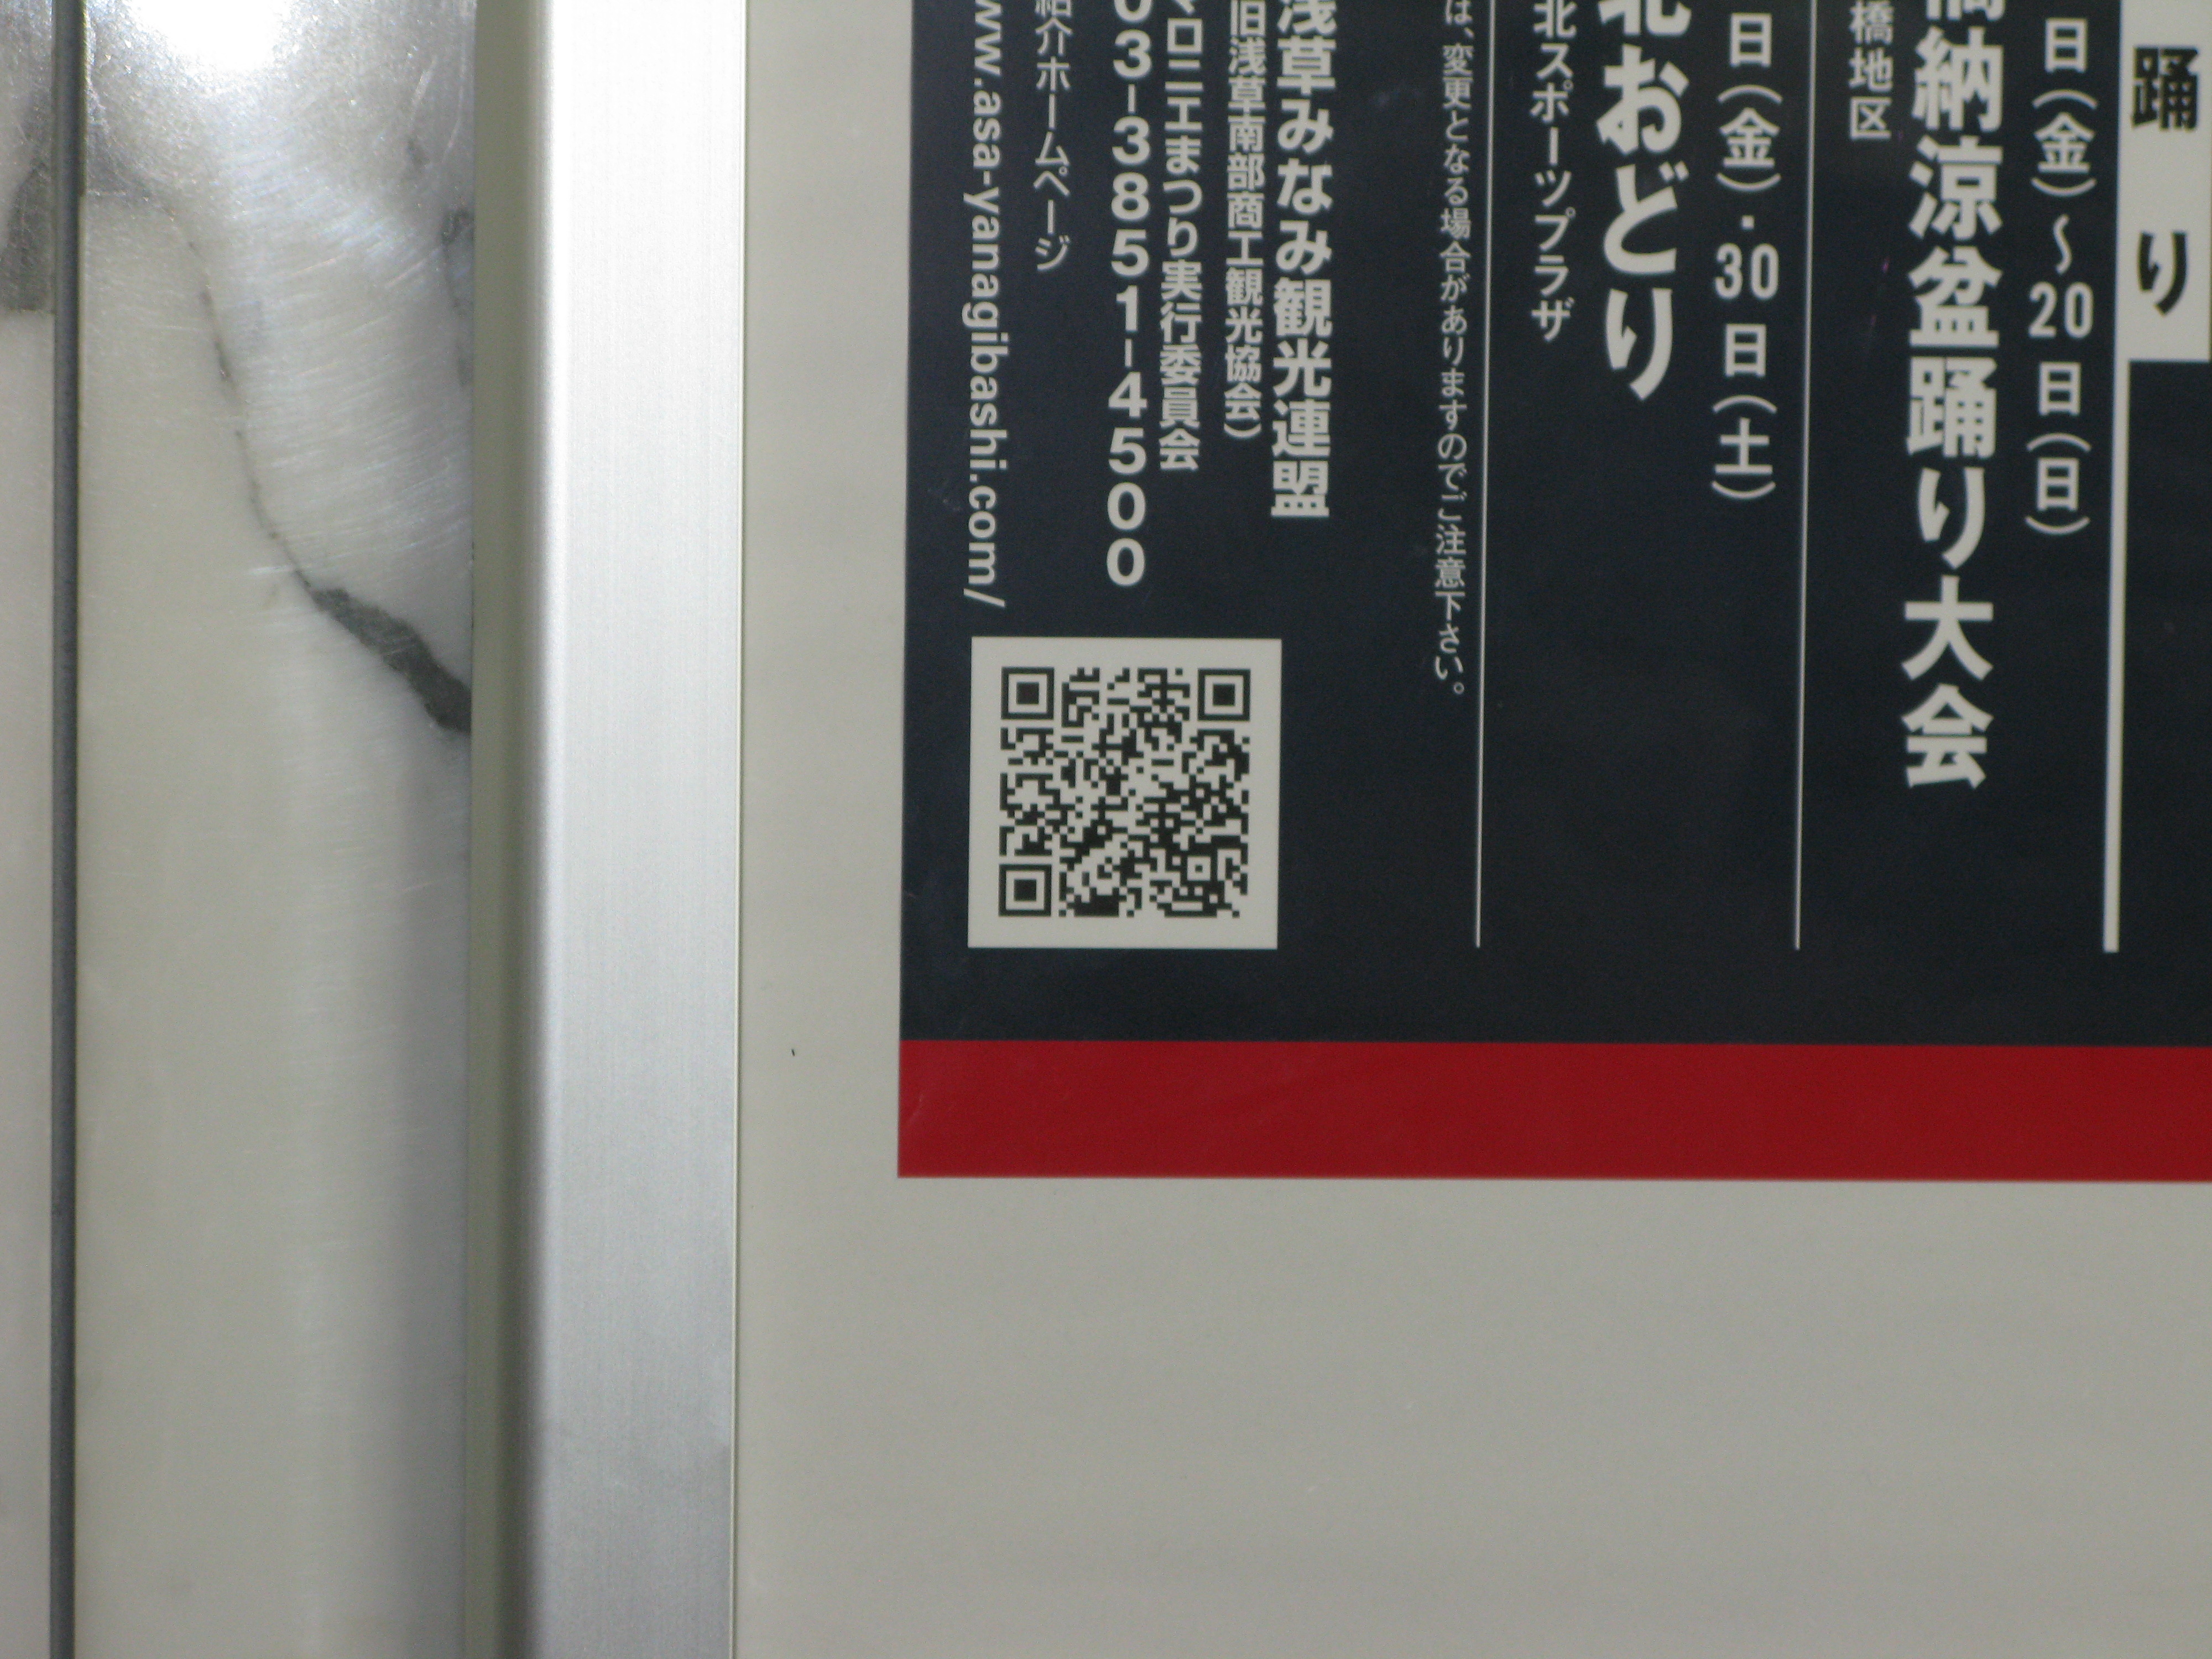 踊り
日(金)〜20日(日)
納涼盆踊り大会
橋地区
日(金)・30日(土)
北おどり
北スポーツプラザ
は、変更となる場合がありますのでご注意下さい。
浅草みなみ観光連盟
旧浅草南部商工観光協会)
マロニエまつり実行委員会
03-3851-4500
紹介ホームページ
www.asa-yanagibashi.com/